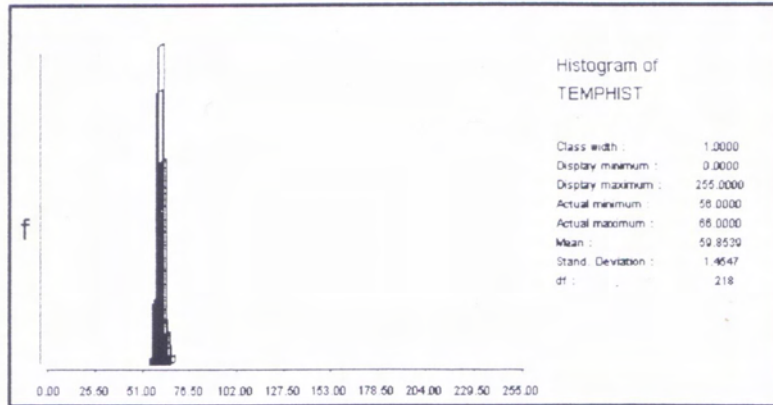 Histogram of
TEMPHIST
Class width : 1.0000
Display minimum : 0.0000
Display maximum : 255.0000
Actual minimum : 56.0000
Actual maximum : 66.0000
Mean : 59.8539
Stand. Deviation : 1.4647
df : 218
f
0.00 25.50 51.00 76.50 102.00 127.50 153.00 178.50 204.00 229.50 255.00